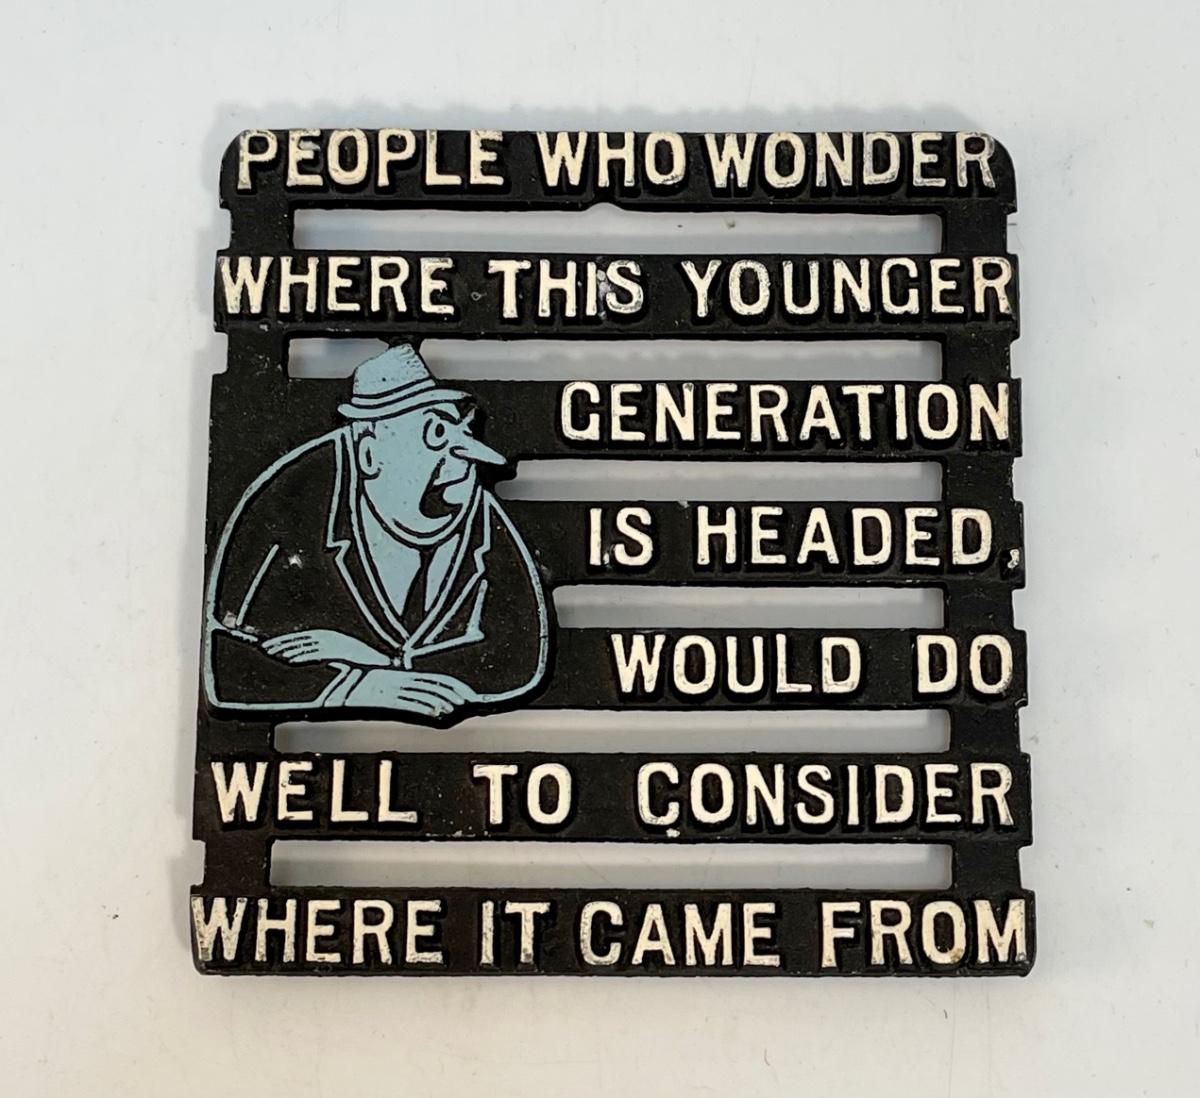 PEOPLE WHO WONDER
WHERE THIS YOUNGER
GENERATION
IS HEADED,
WOULD DO
WELL TO CONSIDER
WHERE IT CAME FROM